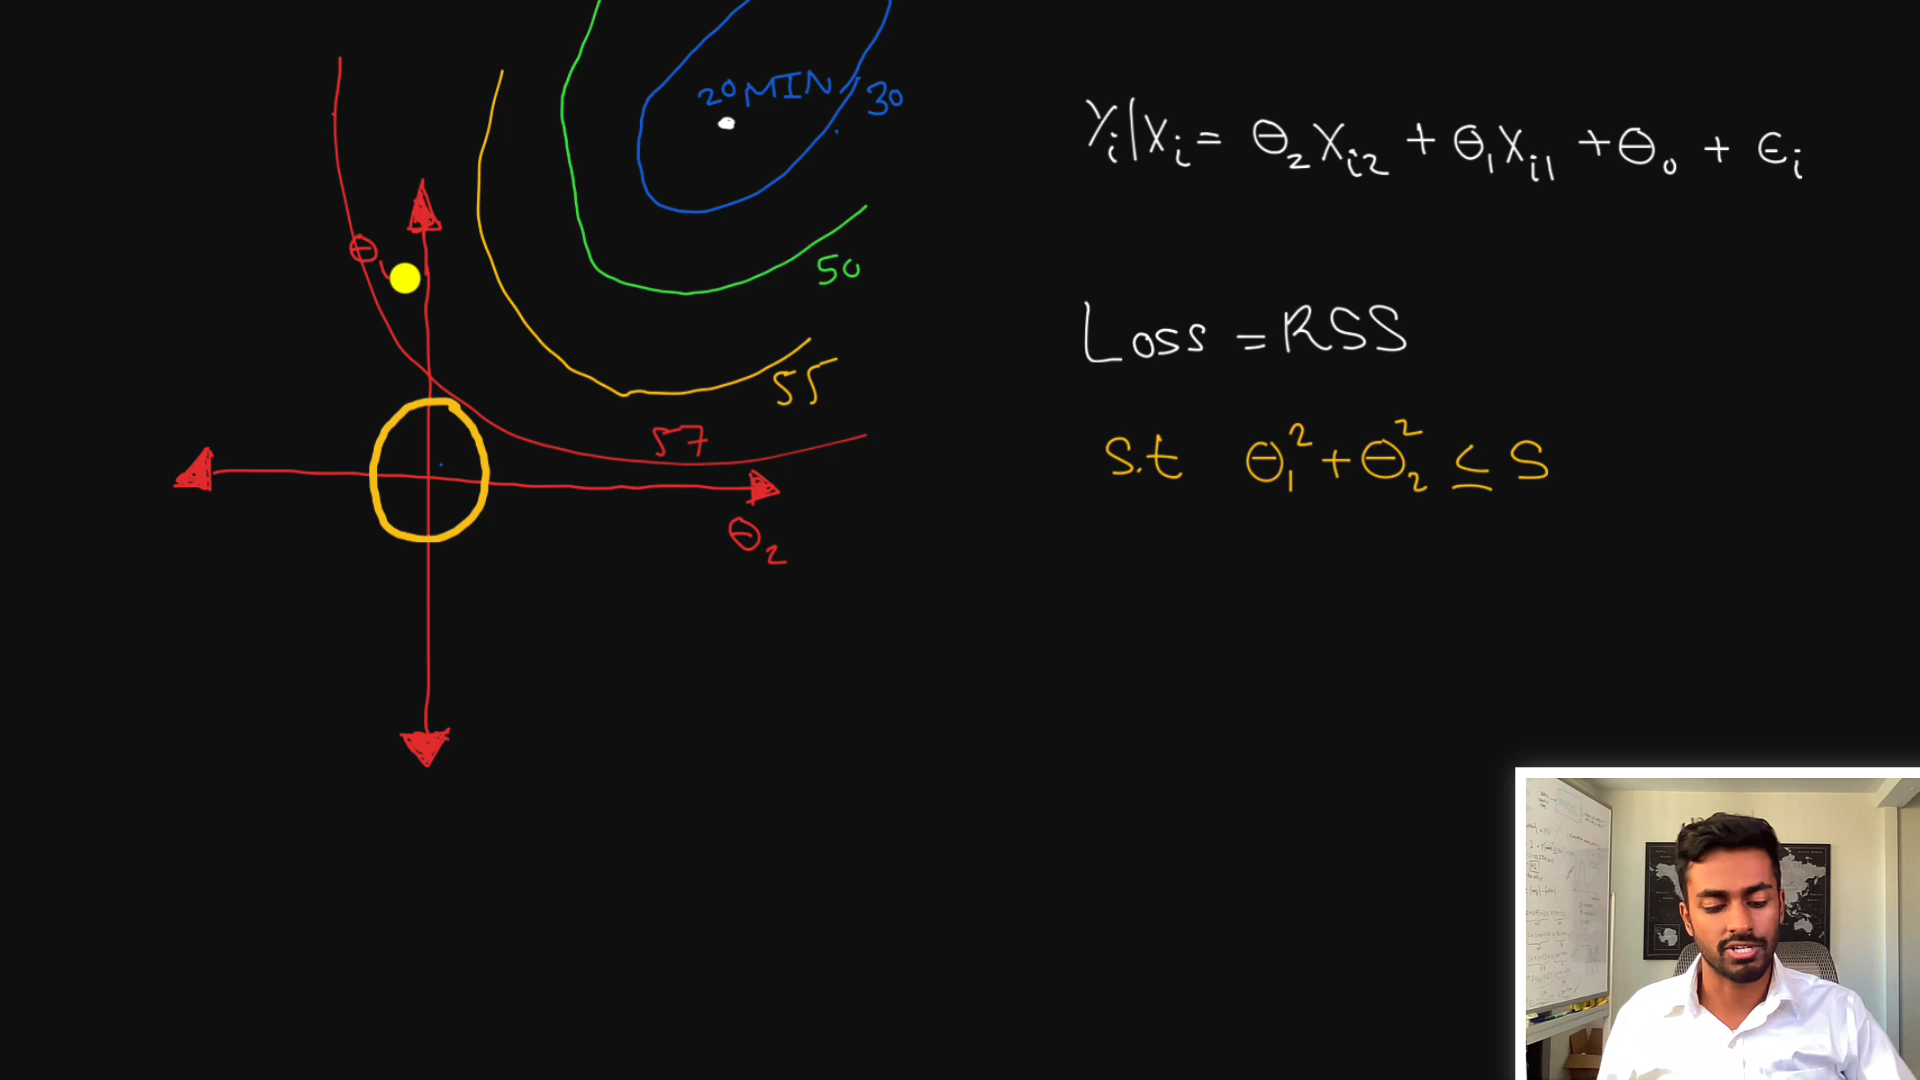 20 MIN
30
Yᵢ|Xᵢ = θ₂Xᵢ₂ + θ₁Xᵢ₁ + θ₀ + ϵᵢ
θ₁
50
Loss = RSS
55
57
s.t θ₁² + θ₂² ≤ S
θ₂